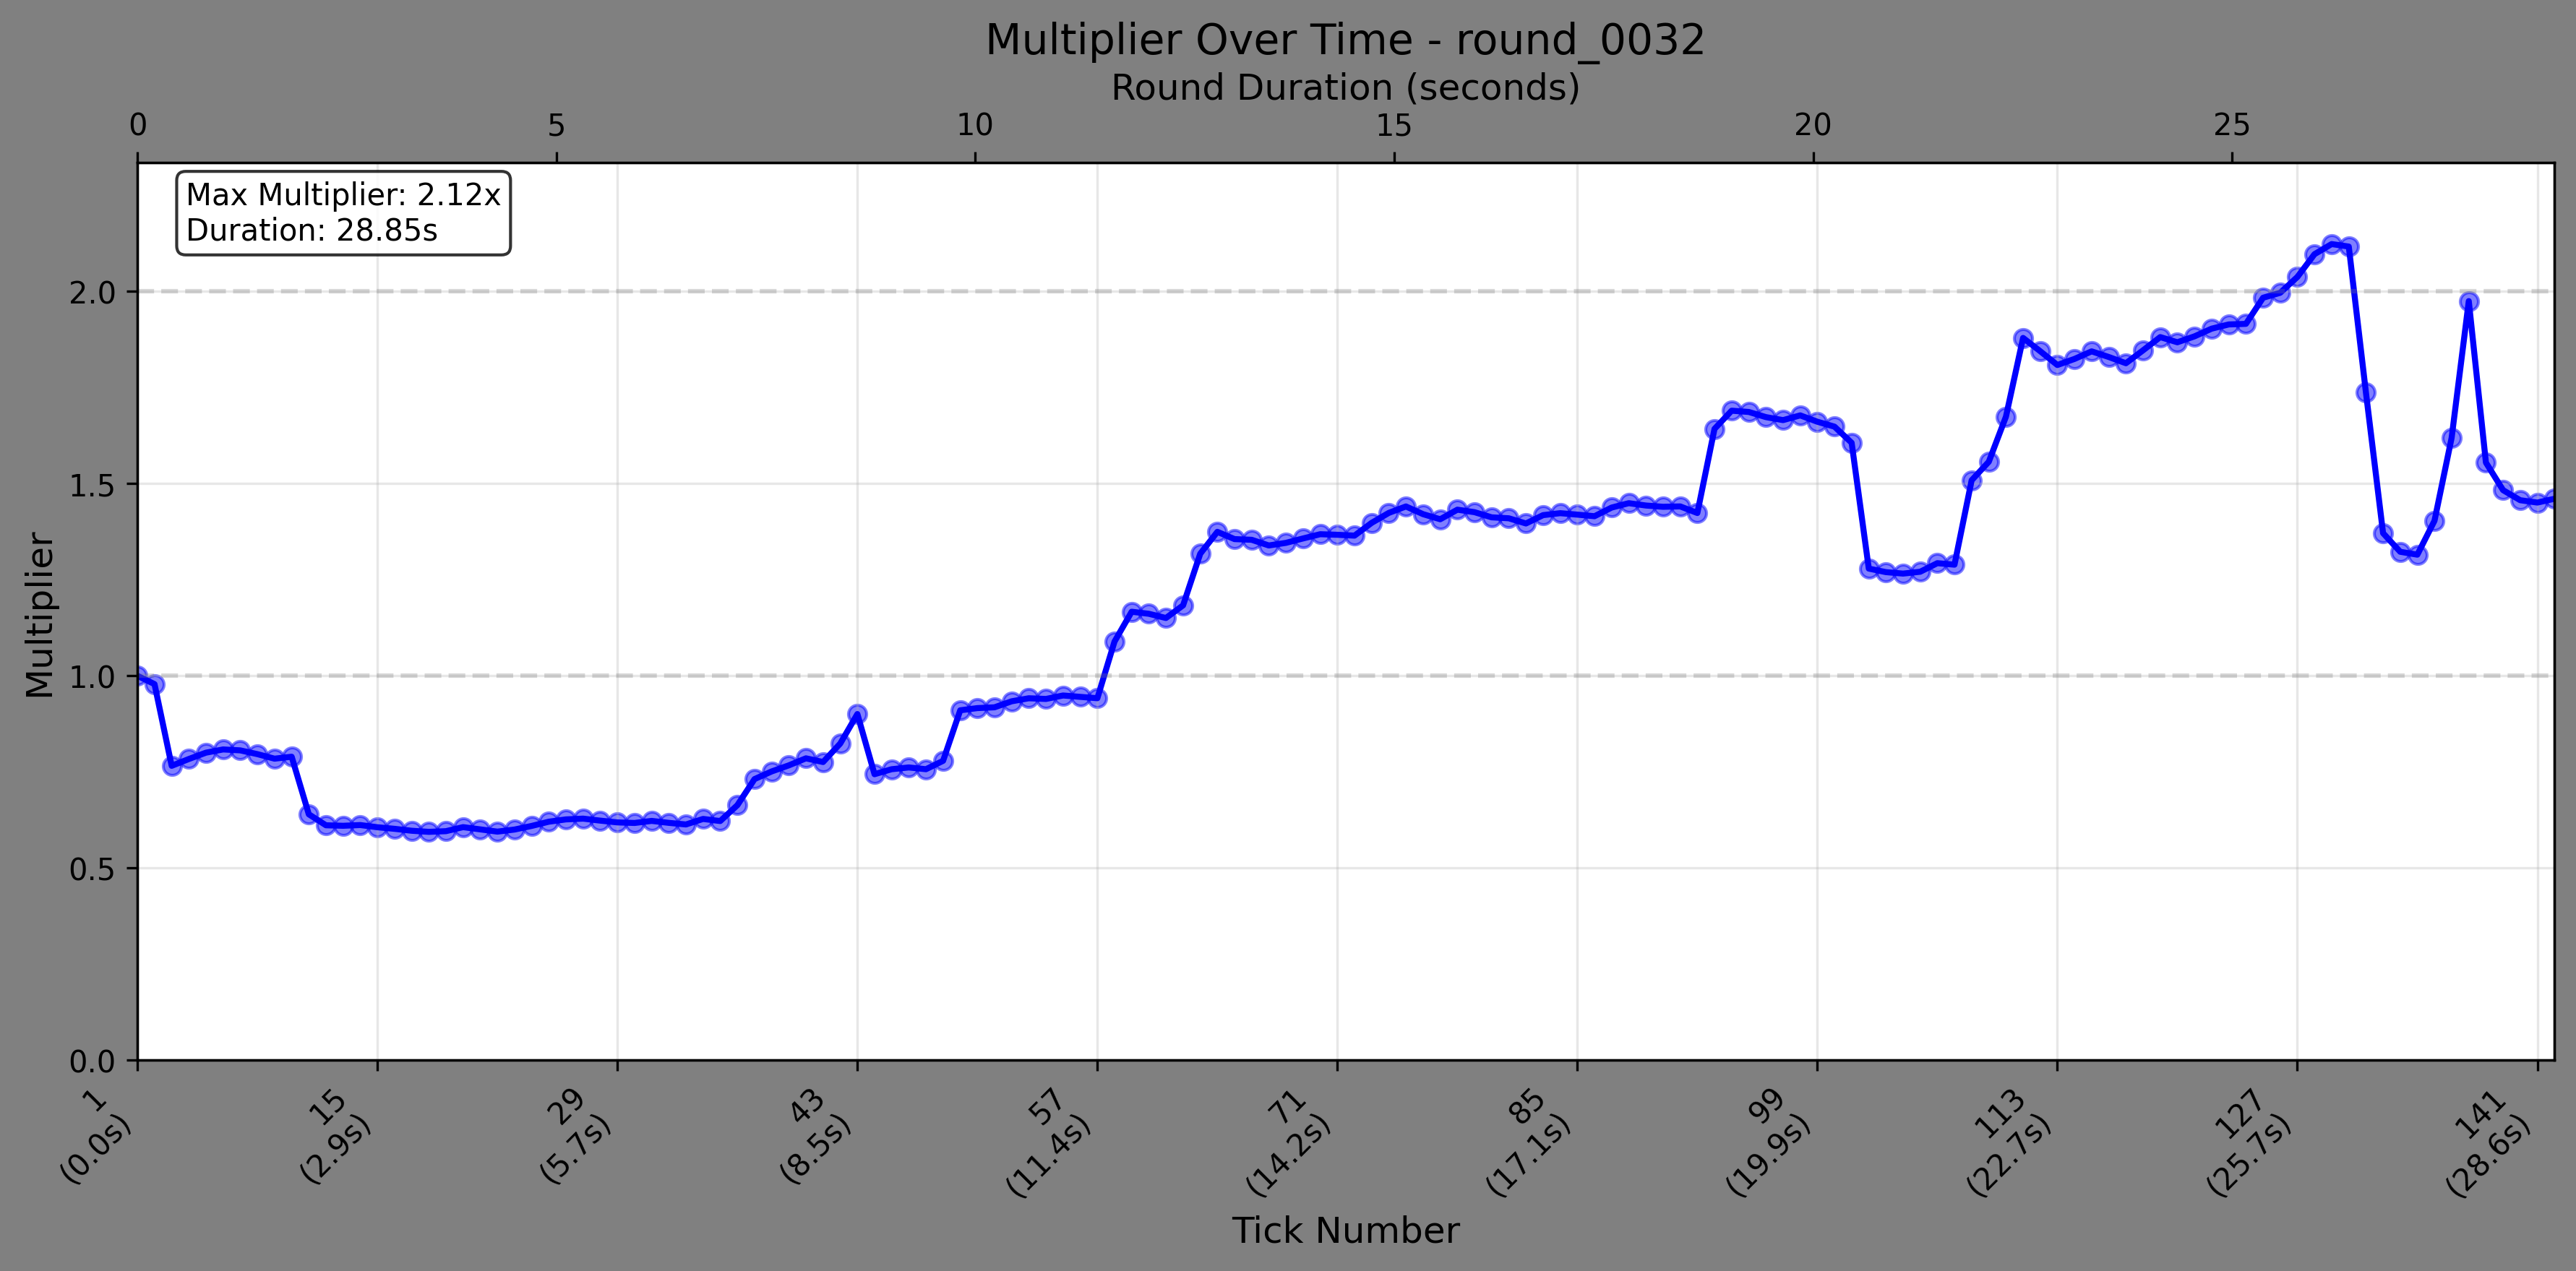 Multiplier Over Time - round_0032
Round Duration (seconds)
0 5 10 15 20 25
Max Multiplier: 2.12x
Duration: 28.85s
Multiplier
2.0
1.5
1.0
0.5
0.0
1
(0.0s)
15
(2.9s)
29
(5.7s)
43
(8.5s)
57
(11.4s)
71
(14.2s)
85
(17.1s)
99
(19.9s)
113
(22.7s)
127
(25.7s)
141
(28.6s)
Tick Number